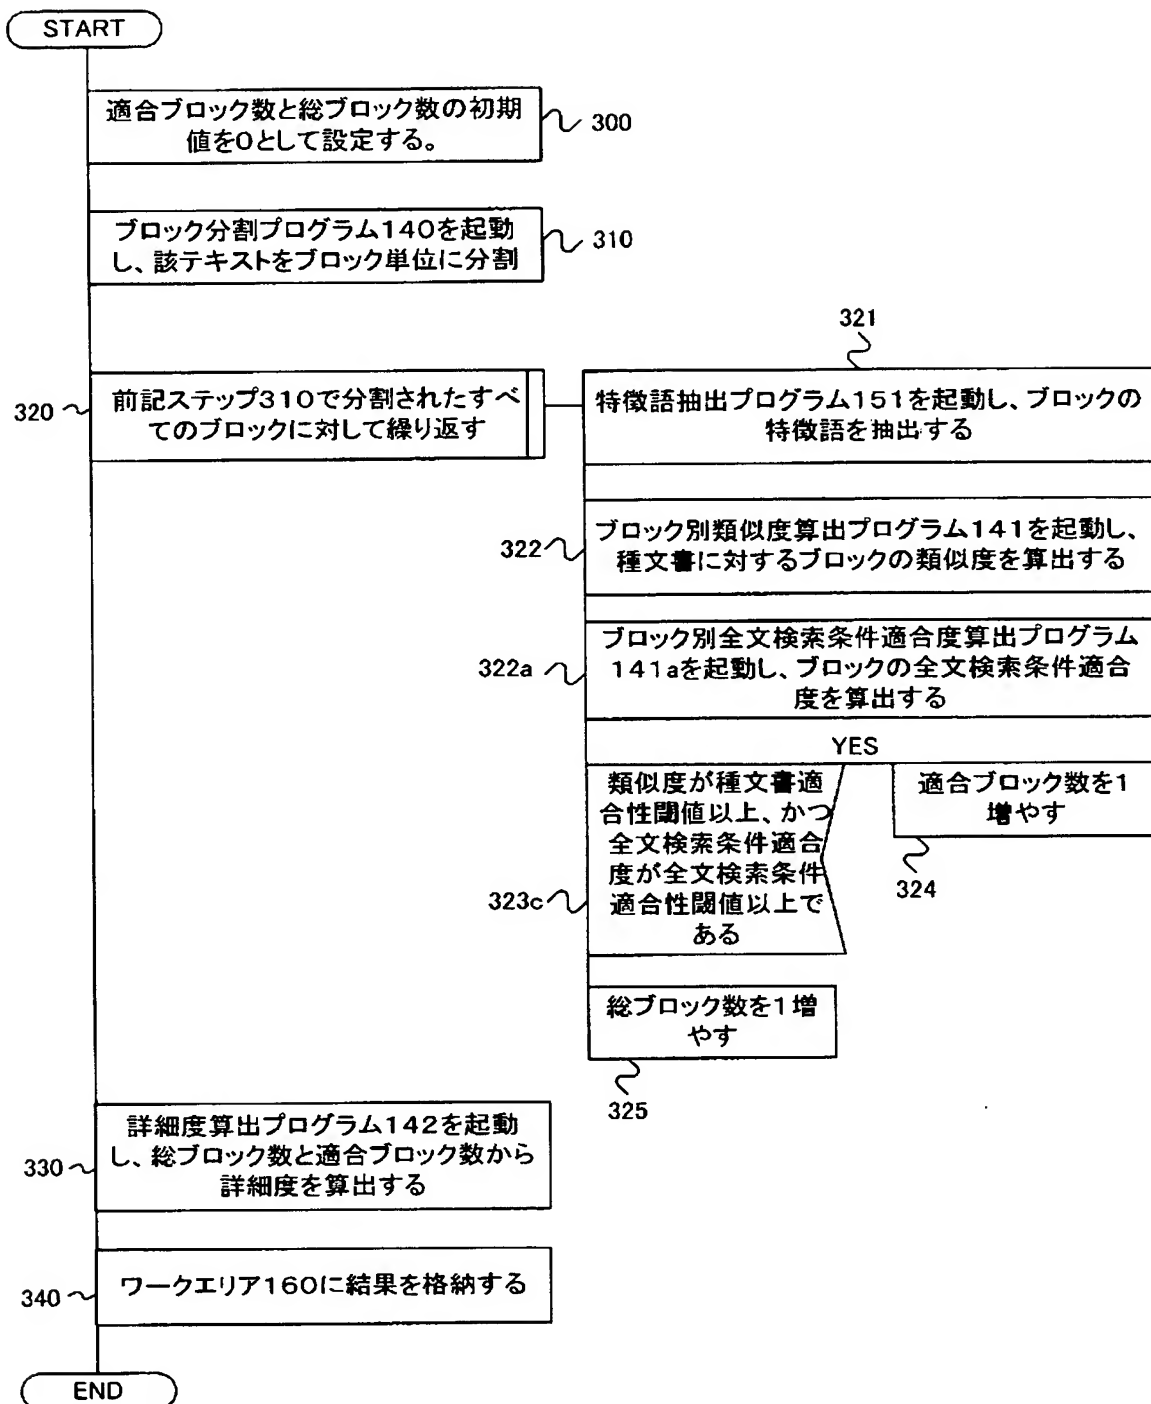 START
適合ブロック数と総ブロック数の初期
値を0として設定する。
300
ブロック分割プログラム140を起動
し、該テキストをブロック単位に分割
310
320
前記ステップ310で分割されたすべ
てのブロックに対して繰り返す
321
特徴語抽出プログラム151を起動し、ブロックの
特徴語を抽出する
322
ブロック別類似度算出プログラム141を起動し、
種文書に対するブロックの類似度を算出する
322a
ブロック別全文検索条件適合度算出プログラム
141aを起動し、ブロックの全文検索条件適合
度を算出する
YES
323c
類似度が種文書適
合性閾値以上、かつ
全文検索条件適合
度が全文検索条件
適合性閾値以上で
ある
適合ブロック数を1
増やす
324
総ブロック数を1増
やす
325
330
詳細度算出プログラム142を起動
し、総ブロック数と適合ブロック数から
詳細度を算出する
340
ワークエリア160に結果を格納する
END